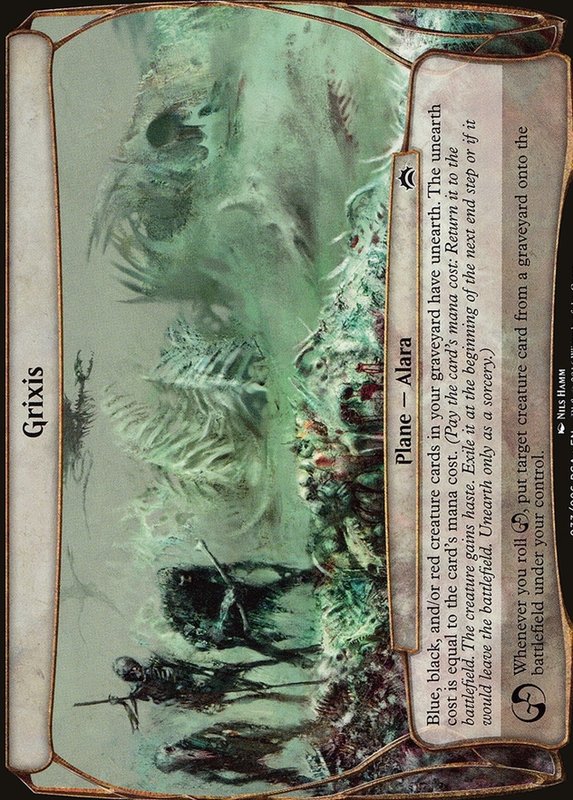 Grixis
Plane – Alara
Blue, black, and/or red creature cards in your graveyard have unearth. The unearth
cost is equal to the card's mana cost. (Pay the card's mana cost: Return it to the
battlefield. The creature gains haste. Exile it at the beginning of the next end step or if it
would leave the battlefield. Unearth only as a sorcery.)
Whenever you roll , put target creature card from a graveyard onto the
battlefield under your control.
NILS HAMM